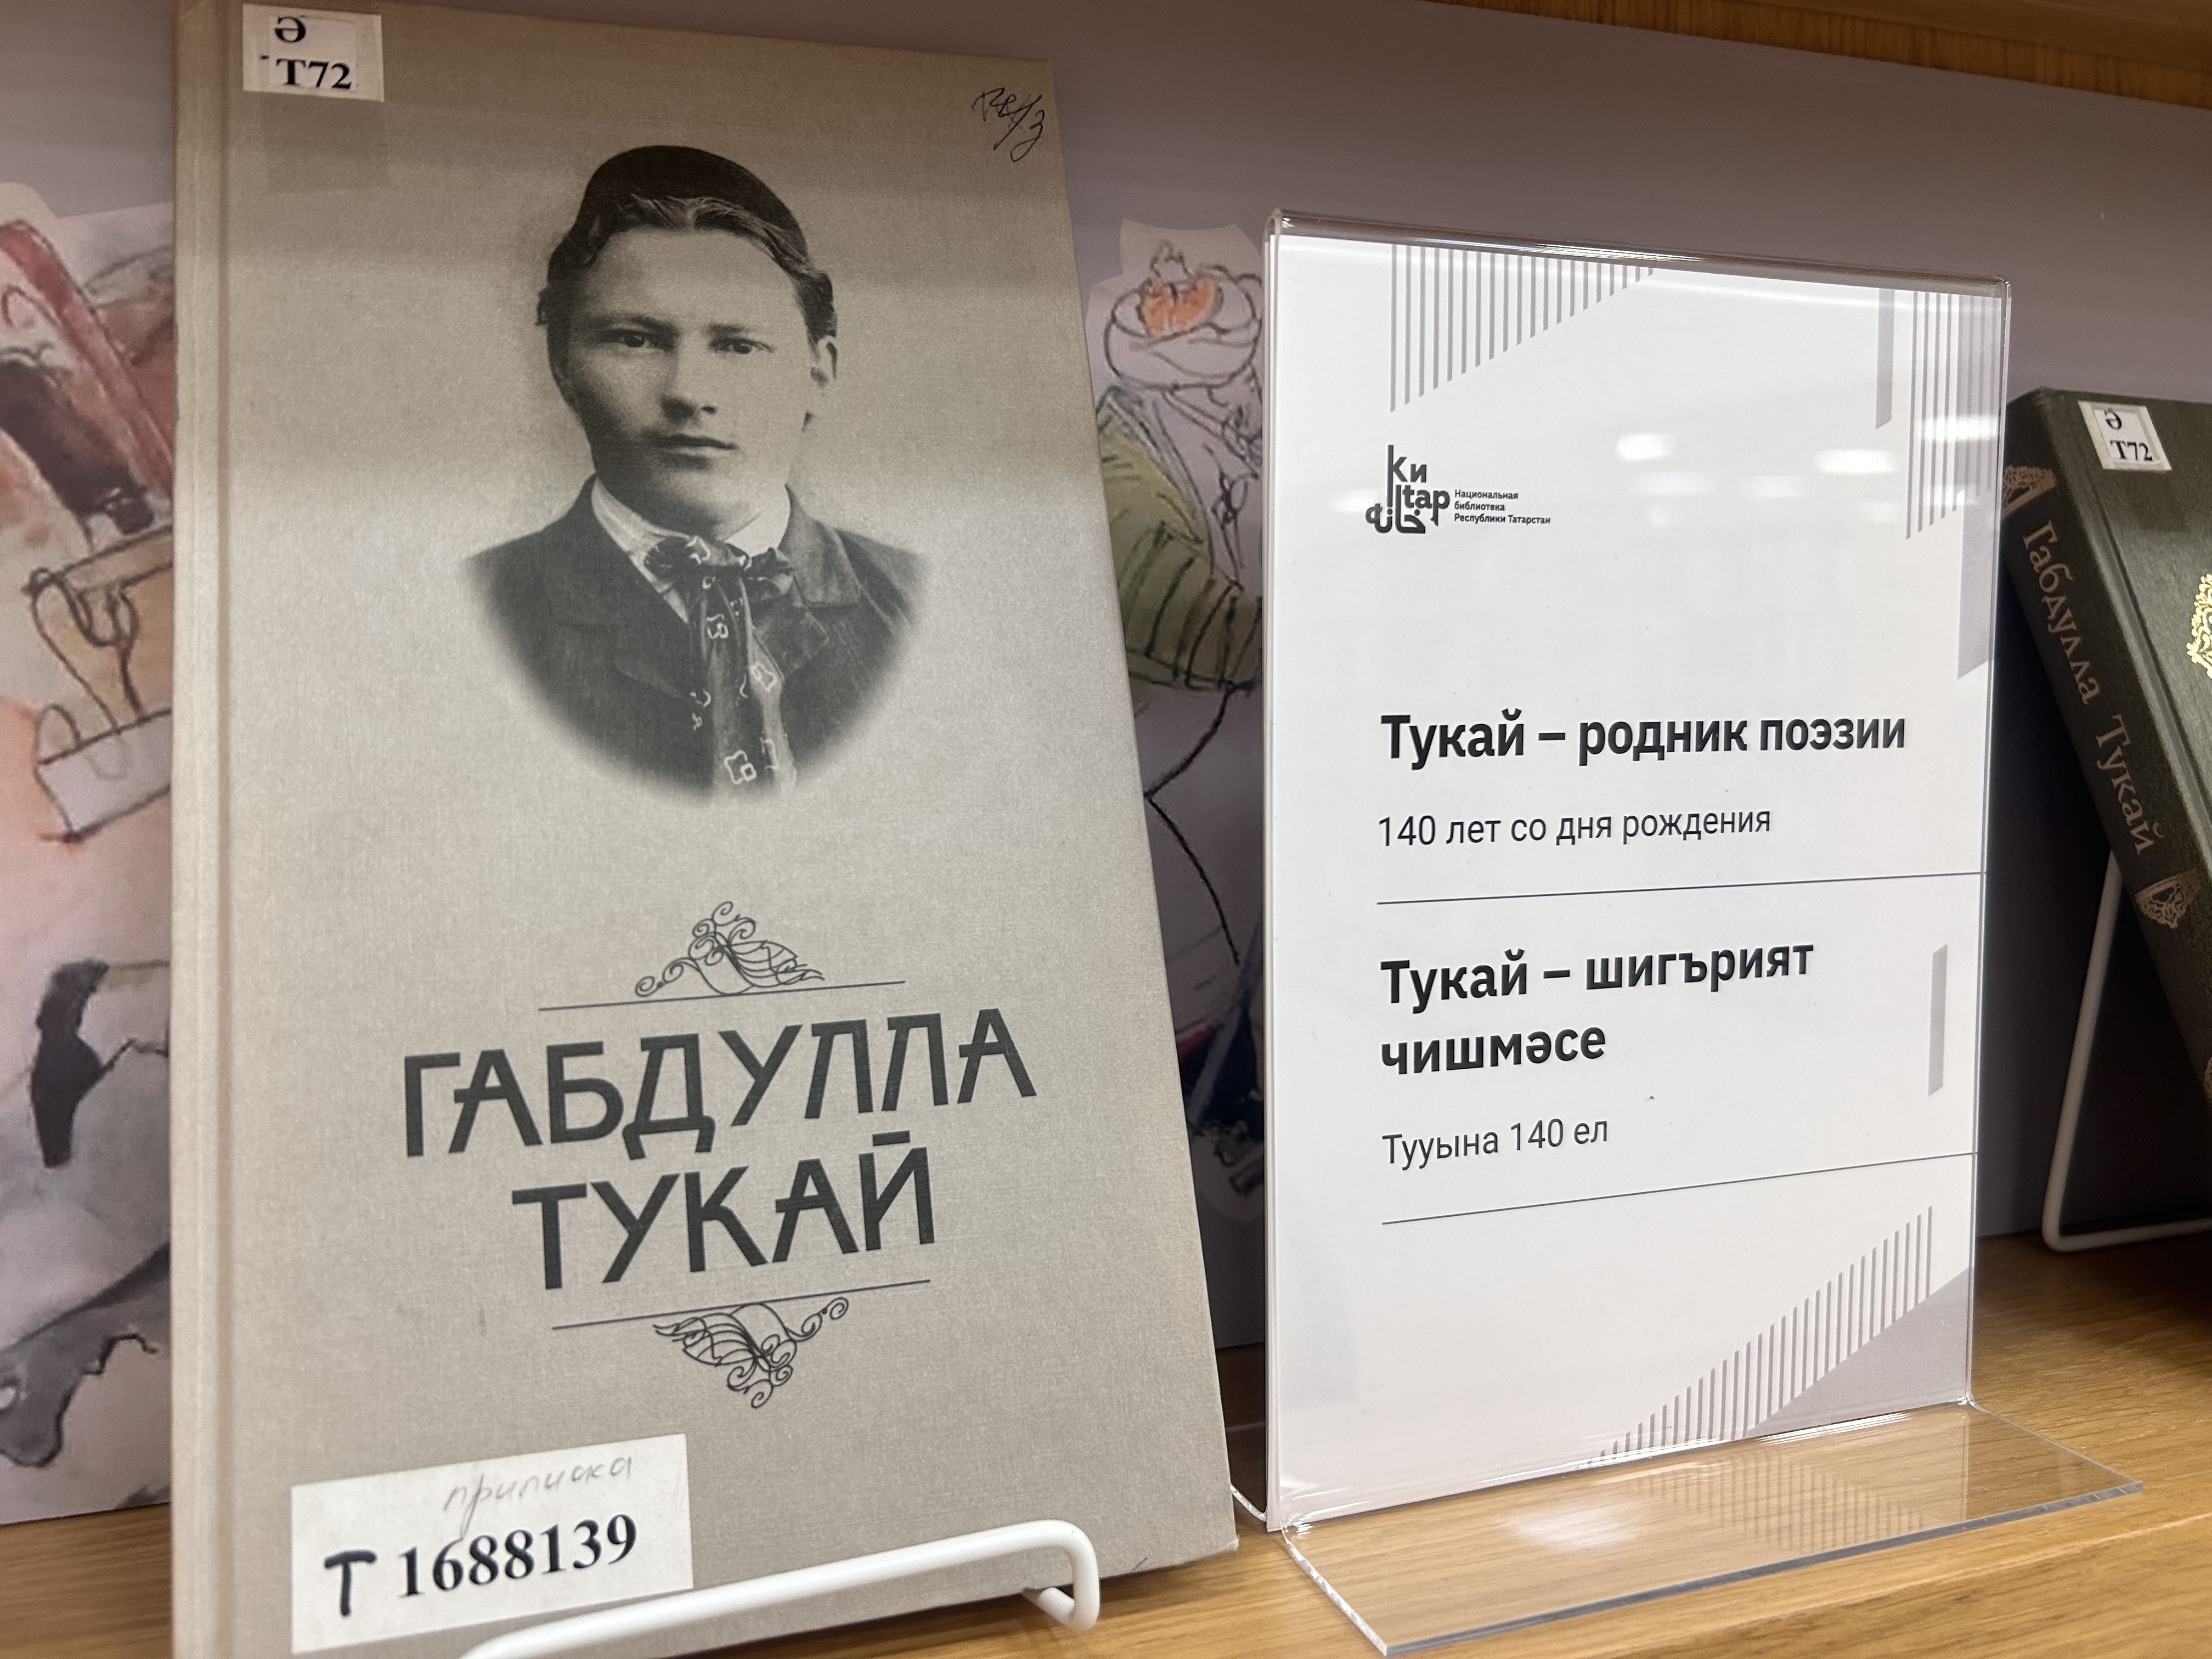 Ә
Т72
ГАБДУЛЛА
ТУКАЙ
приписка
Т 1688139
Ки
tap
Национальная
библиотека
Республики Татарстан
Тукай – родник поэзии
140 лет со дня рождения
Тукай – шигърият
чишмәсе
Тууына 140 ел
Ә
Т72
Габдулла Тукай